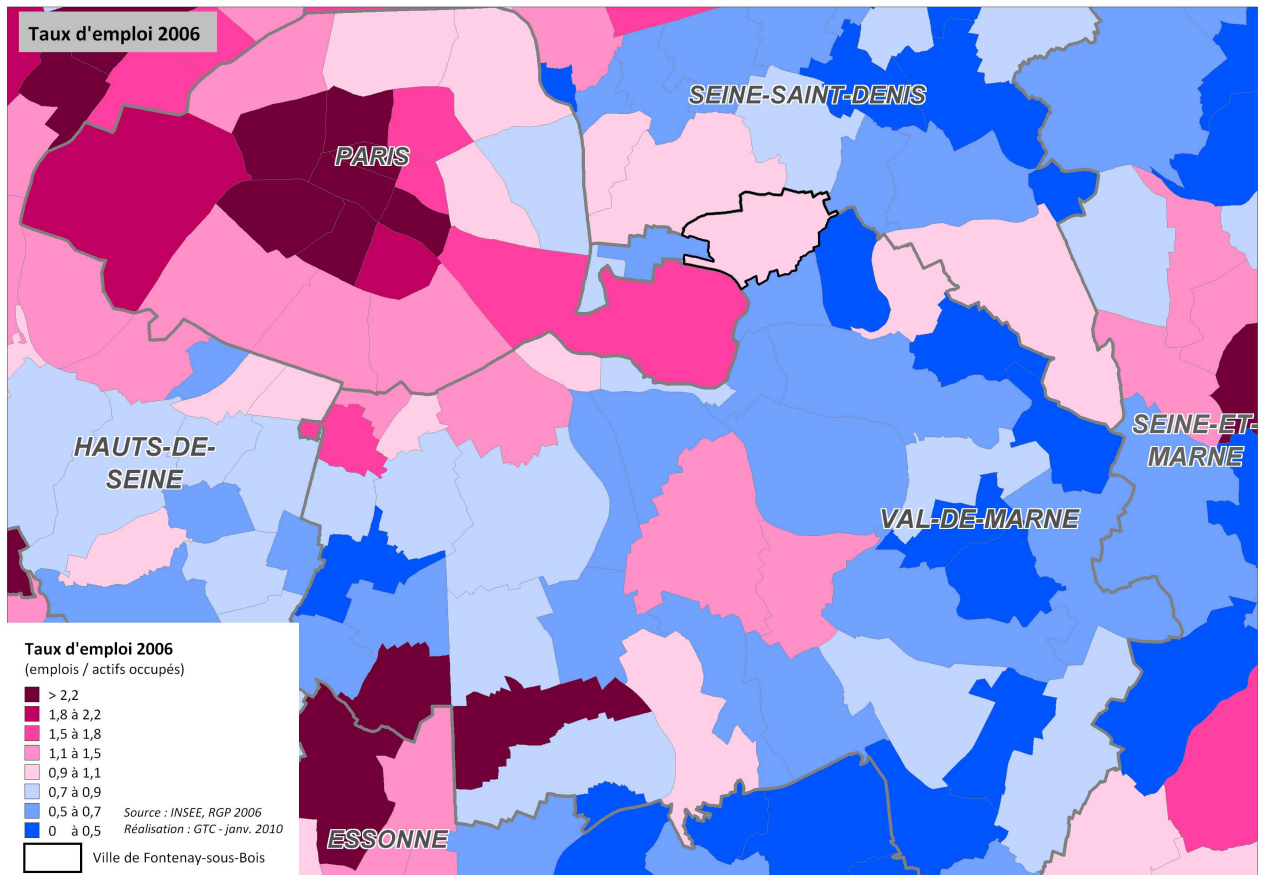 Taux d'emploi 2006
SEINE-SAINT-DENIS
PARIS
HAUTS-DE-
SEINE
SEINE-ET-
MARNE
VAL-DE-MARNE
ESSONNE
Taux d'emploi 2006
(emplois / actifs occupés)
> 2,2
1,8 à 2,2
1,5 à 1,8
1,1 à 1,5
0,9 à 1,1
0,7 à 0,9
0,5 à 0,7
0 à 0,5
Source : INSEE, RGP 2006
Réalisation : GTC - janv. 2010
Ville de Fontenay-sous-Bois